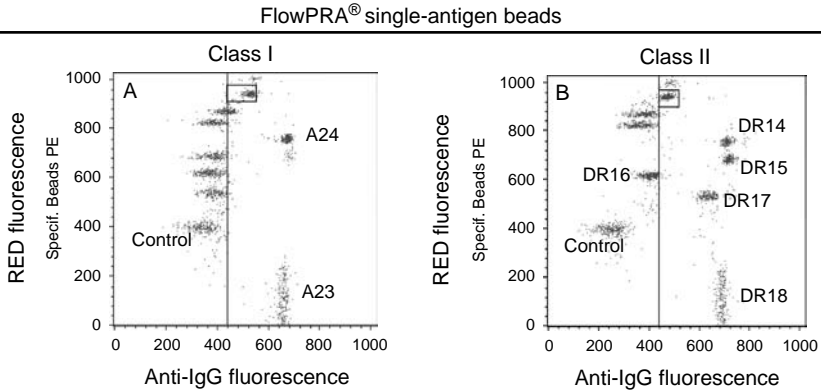 FlowPRA® single-antigen beads
Class I
RED fluorescence
Specif. Beads PE
1000
800
600
400
200
0
A
A24
Control
A23
0 200 400 600 800 1000
Anti-IgG fluorescence
Class II
RED fluorescence
Specif. Beads PE
1000
800
600
400
200
0
B
DR14
DR15
DR16
DR17
Control
DR18
0 200 400 600 800 1000
Anti-IgG fluorescence